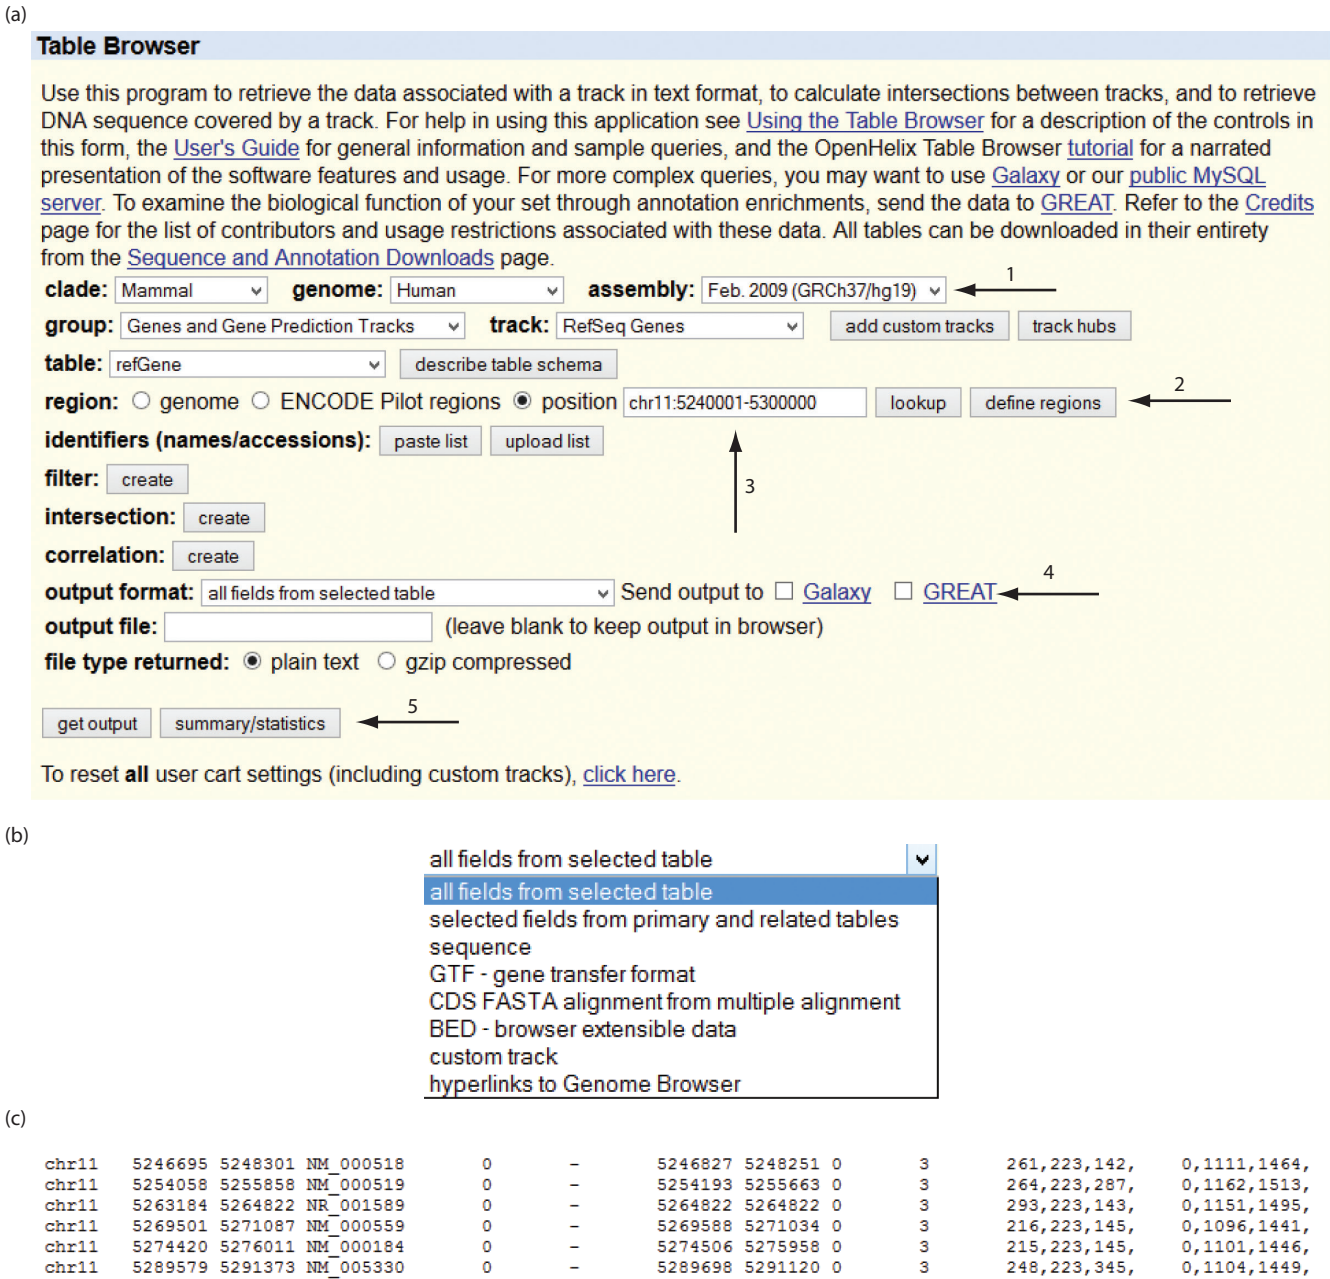 (a)
Table Browser
Use this program to retrieve the data associated with a track in text format, to calculate intersections between tracks, and to retrieve
DNA sequence covered by a track. For help in using this application see Using the Table Browser for a description of the controls in
this form, the User's Guide for general information and sample queries, and the OpenHelix Table Browser tutorial for a narrated
presentation of the software features and usage. For more complex queries, you may want to use Galaxy or our public MySQL
server. To examine the biological function of your set through annotation enrichments, send the data to GREAT. Refer to the Credits
page for the list of contributors and usage restrictions associated with these data. All tables can be downloaded in their entirety
from the Sequence and Annotation Downloads page.
clade: Mammal genome: Human assembly: Feb. 2009 (GRCh37/hg19) 1
group: Genes and Gene Prediction Tracks track: RefSeq Genes add custom tracks track hubs
table: refGene describe table schema
region: genome ENCODE Pilot regions position chr11:5240001-5300000 lookup define regions 2
identifiers (names/accessions): paste list upload list
filter: create
3
intersection: create
correlation: create
output format: all fields from selected table Send output to Galaxy GREAT 4
output file: (leave blank to keep output in browser)
file type returned: plain text gzip compressed
get output summary/statistics 5
To reset all user cart settings (including custom tracks), click here.
(b)
all fields from selected table
all fields from selected table
selected fields from primary and related tables
sequence
GTF - gene transfer format
CDS FASTA alignment from multiple alignment
BED - browser extensible data
custom track
hyperlinks to Genome Browser
(c)
chr11 5246695 5248301 NM_000518 0 - 5246827 5248251 0 3 261,223,142, 0,1111,1464,
chr11 5254058 5255858 NM_000519 0 - 5254193 5255663 0 3 264,223,287, 0,1162,1513,
chr11 5263184 5264822 NR_001589 0 - 5264822 5264822 0 3 293,223,143, 0,1151,1495,
chr11 5269501 5271087 NM_000559 0 - 5269588 5271034 0 3 216,223,145, 0,1096,1441,
chr11 5274420 5276011 NM_000184 0 - 5274506 5275958 0 3 215,223,145, 0,1101,1446,
chr11 5289579 5291373 NM_005330 0 - 5289698 5291120 0 3 248,223,345, 0,1104,1449,